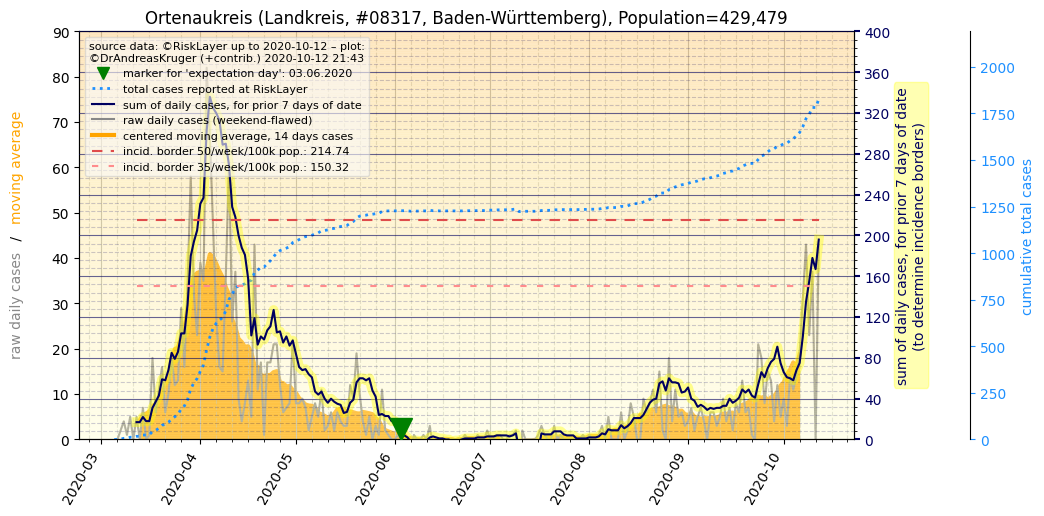 Ortenaukreis (Landkreis, #08317, Baden-Württemberg), Population=429,479
source data: ©RiskLayer up to 2020-10-12 – plot:
©DrAndreasKruger (+contrib.) 2020-10-12 21:43
marker for 'expectation day': 03.06.2020
total cases reported at RiskLayer
sum of daily cases, for prior 7 days of date
raw daily cases (weekend-flawed)
centered moving average, 14 days cases
incid. border 50/week/100k pop.: 214.74
incid. border 35/week/100k pop.: 150.32
raw daily cases / moving average
90
80
70
60
50
40
30
20
10
0
2020-03
2020-04
2020-05
2020-06
2020-07
2020-08
2020-09
2020-10
400
360
320
280
240
200
160
120
80
40
0
sum of daily cases, for prior 7 days of date
(to determine incidence borders)
2000
1750
1500
1250
1000
750
500
250
0
cumulative total cases